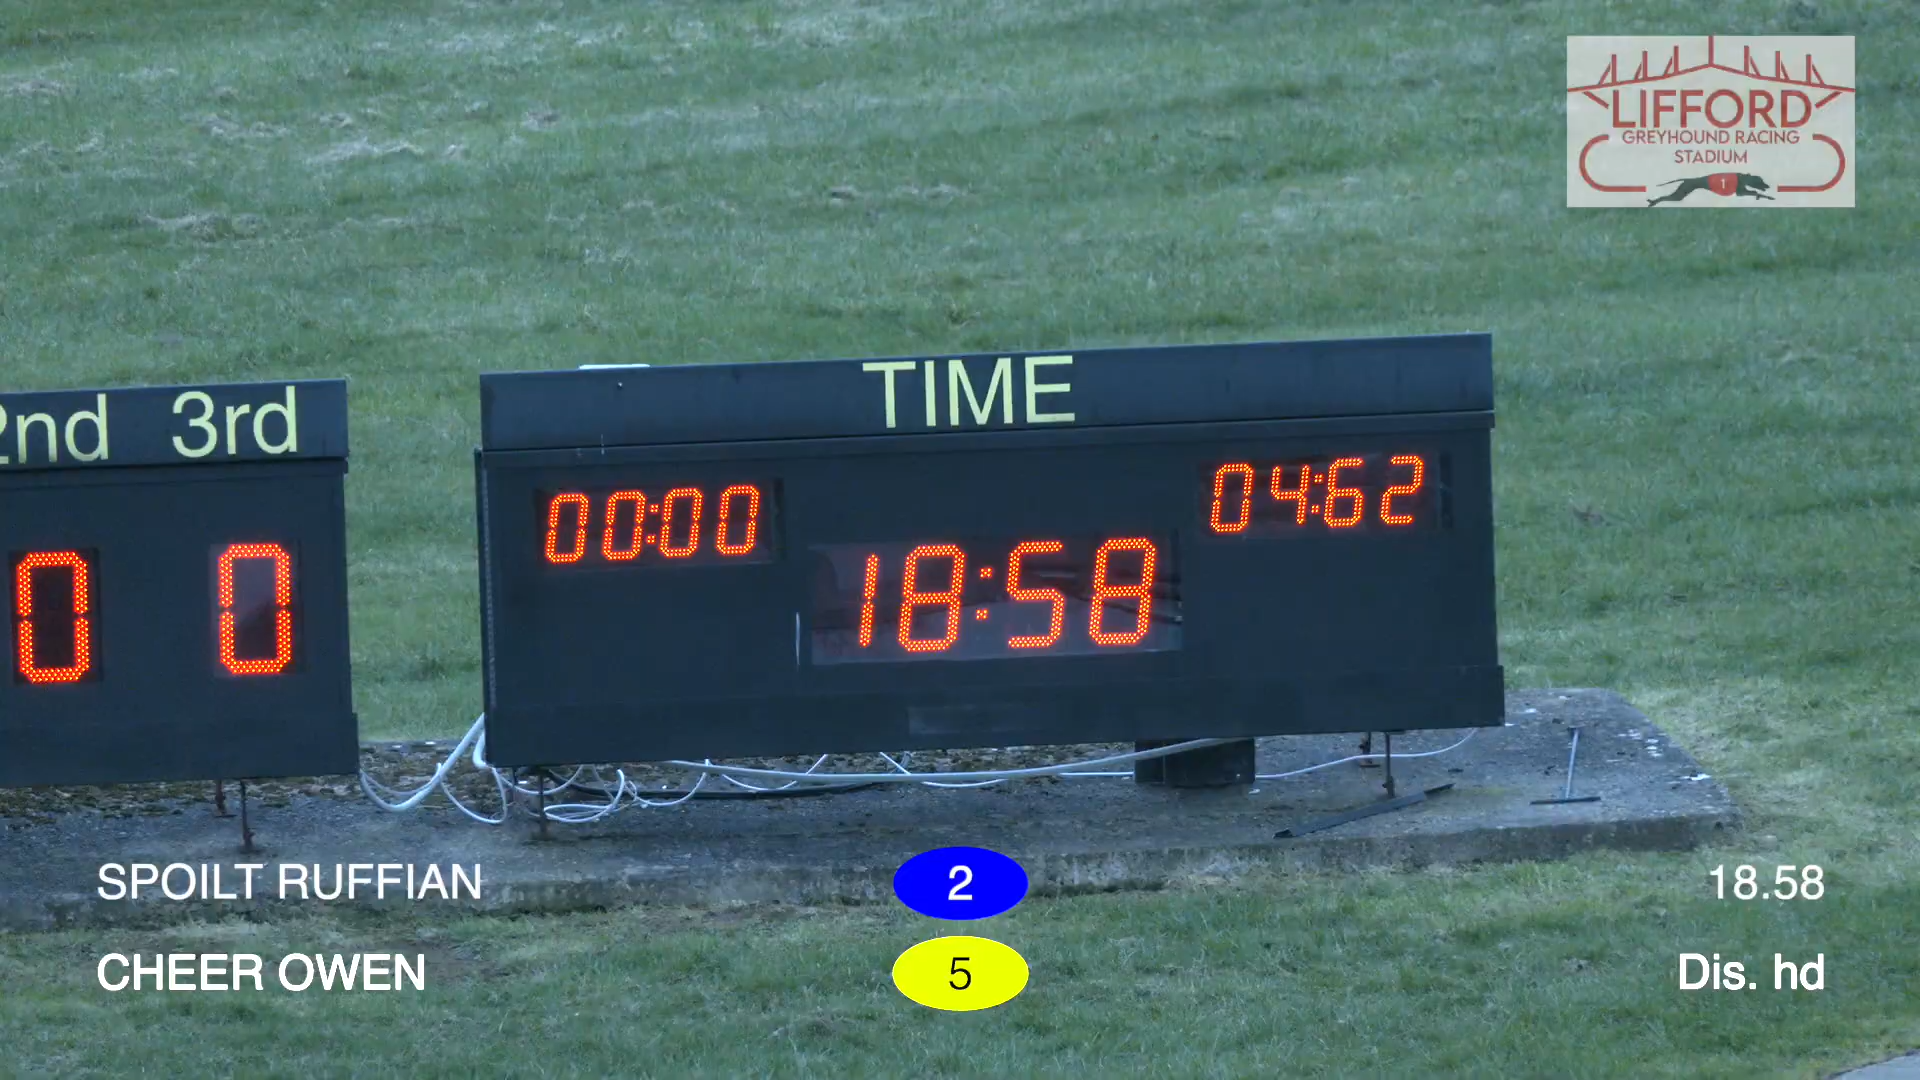 LIFFORD
GREYHOUND RACING
STADIUM
1
2nd 3rd
TIME
00:00
04:62
18:58
0 0
SPOILT RUFFIAN 2 18.58
CHEER OWEN 5 Dis. hd